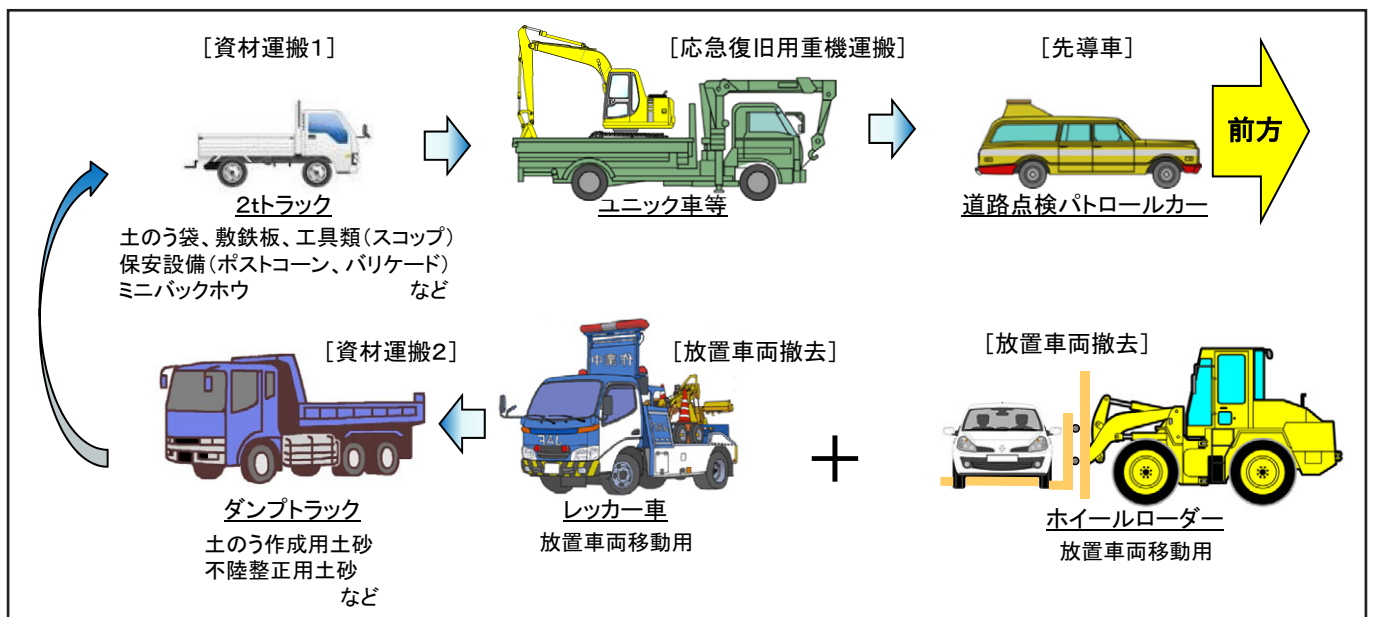 [資材運搬1]
[応急復旧用重機運搬]
[先導車]
前方
2tトラック
ユニック車等
道路点検パトロールカー
土のう袋、敷鉄板、工具類(スコップ)
保安設備(ポストコーン、バリケード)
ミニバックホウ など
[資材運搬2]
[放置車両撤去]
[放置車両撤去]
+
ダンプトラック
レッカー車
ホイールローダー
土のう作成用土砂
不陸整正用土砂
など
放置車両移動用
放置車両移動用